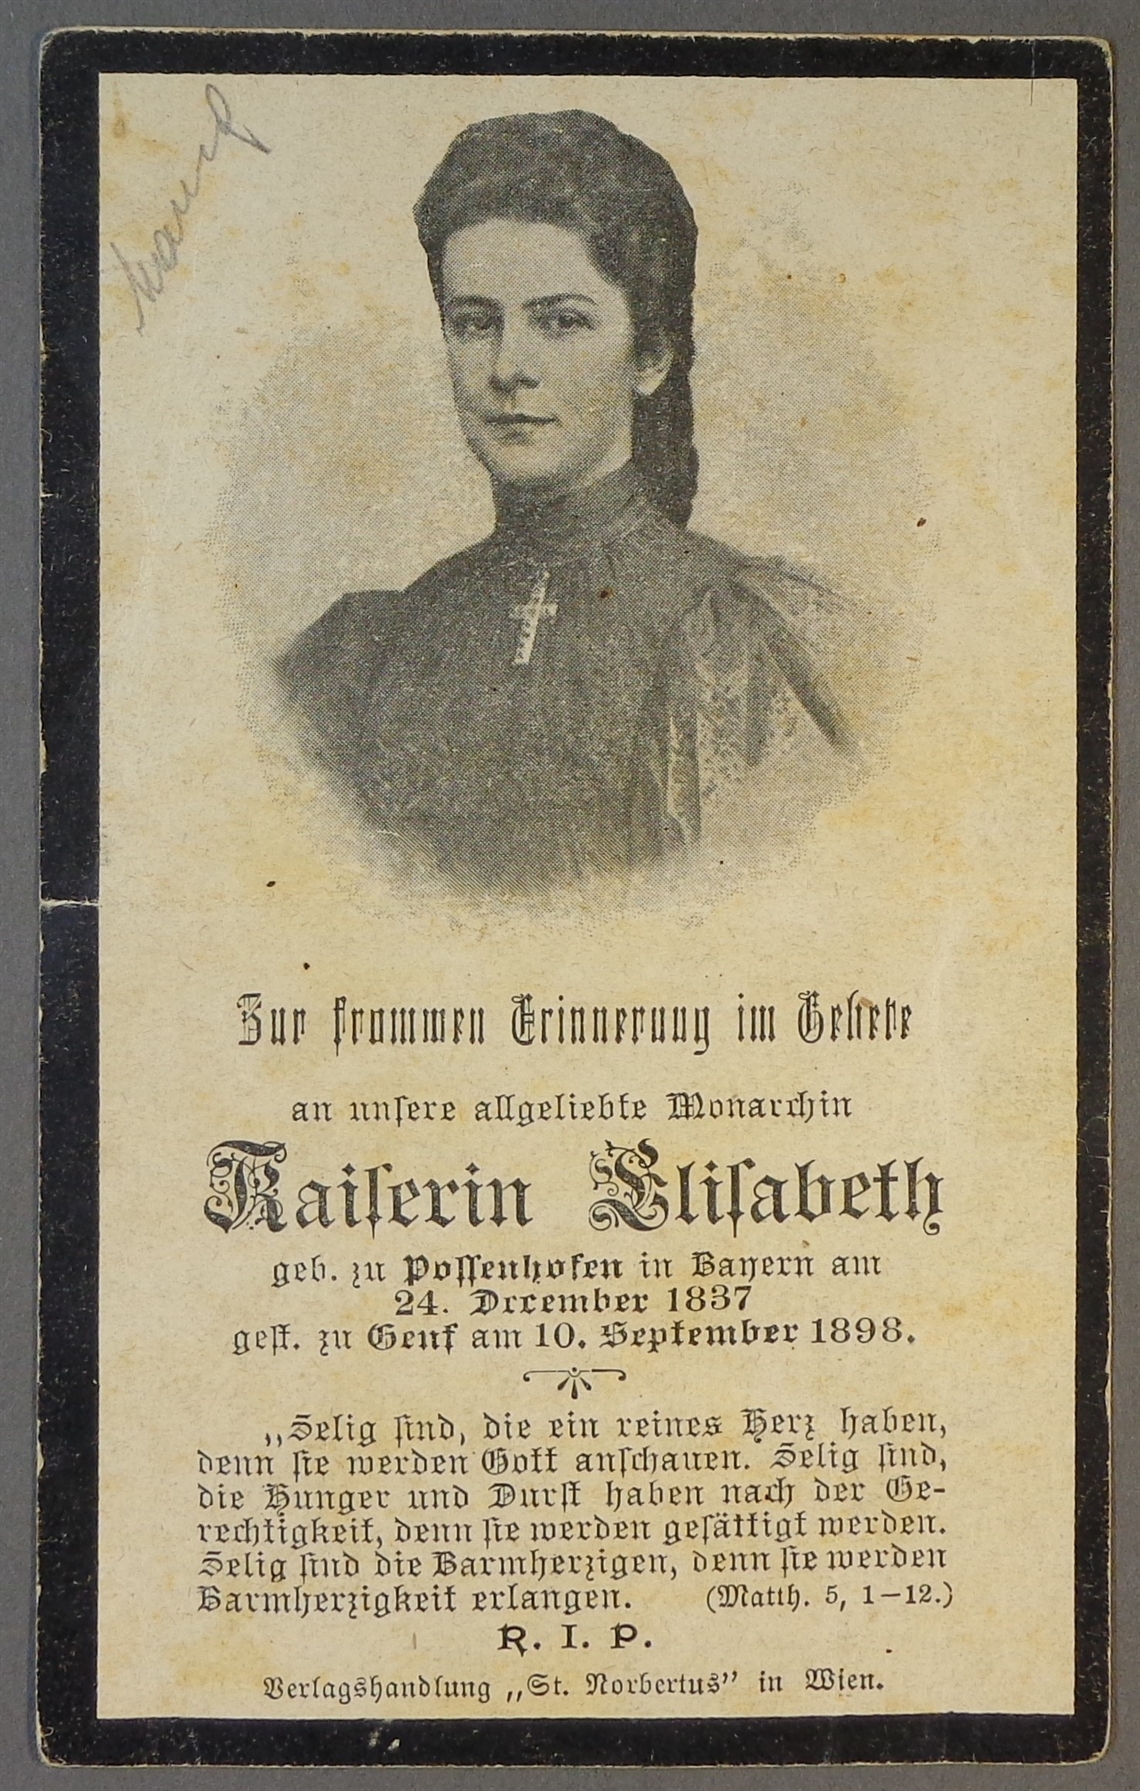 Zur frommen Erinnerung im Gebete
an unsere allgeliebte Monarchin
Kaiserin Elisabeth
geb. zu Possenhofen in Bayern am
24. December 1837
gest. zu Genf am 10. September 1898.
„Selig sind, die ein reines Herz haben,
denn sie werden Gott anschauen. Selig sind,
die Hunger und Durst haben nach der Ge-
rechtigkeit, denn sie werden gesättigt werden.
Selig sind die Barmherzigen, denn sie werden
Barmherzigkeit erlangen. (Matth. 5, 1–12.)
R. I. P.
Verlagshandlung „St. Norbertus” in Wien.